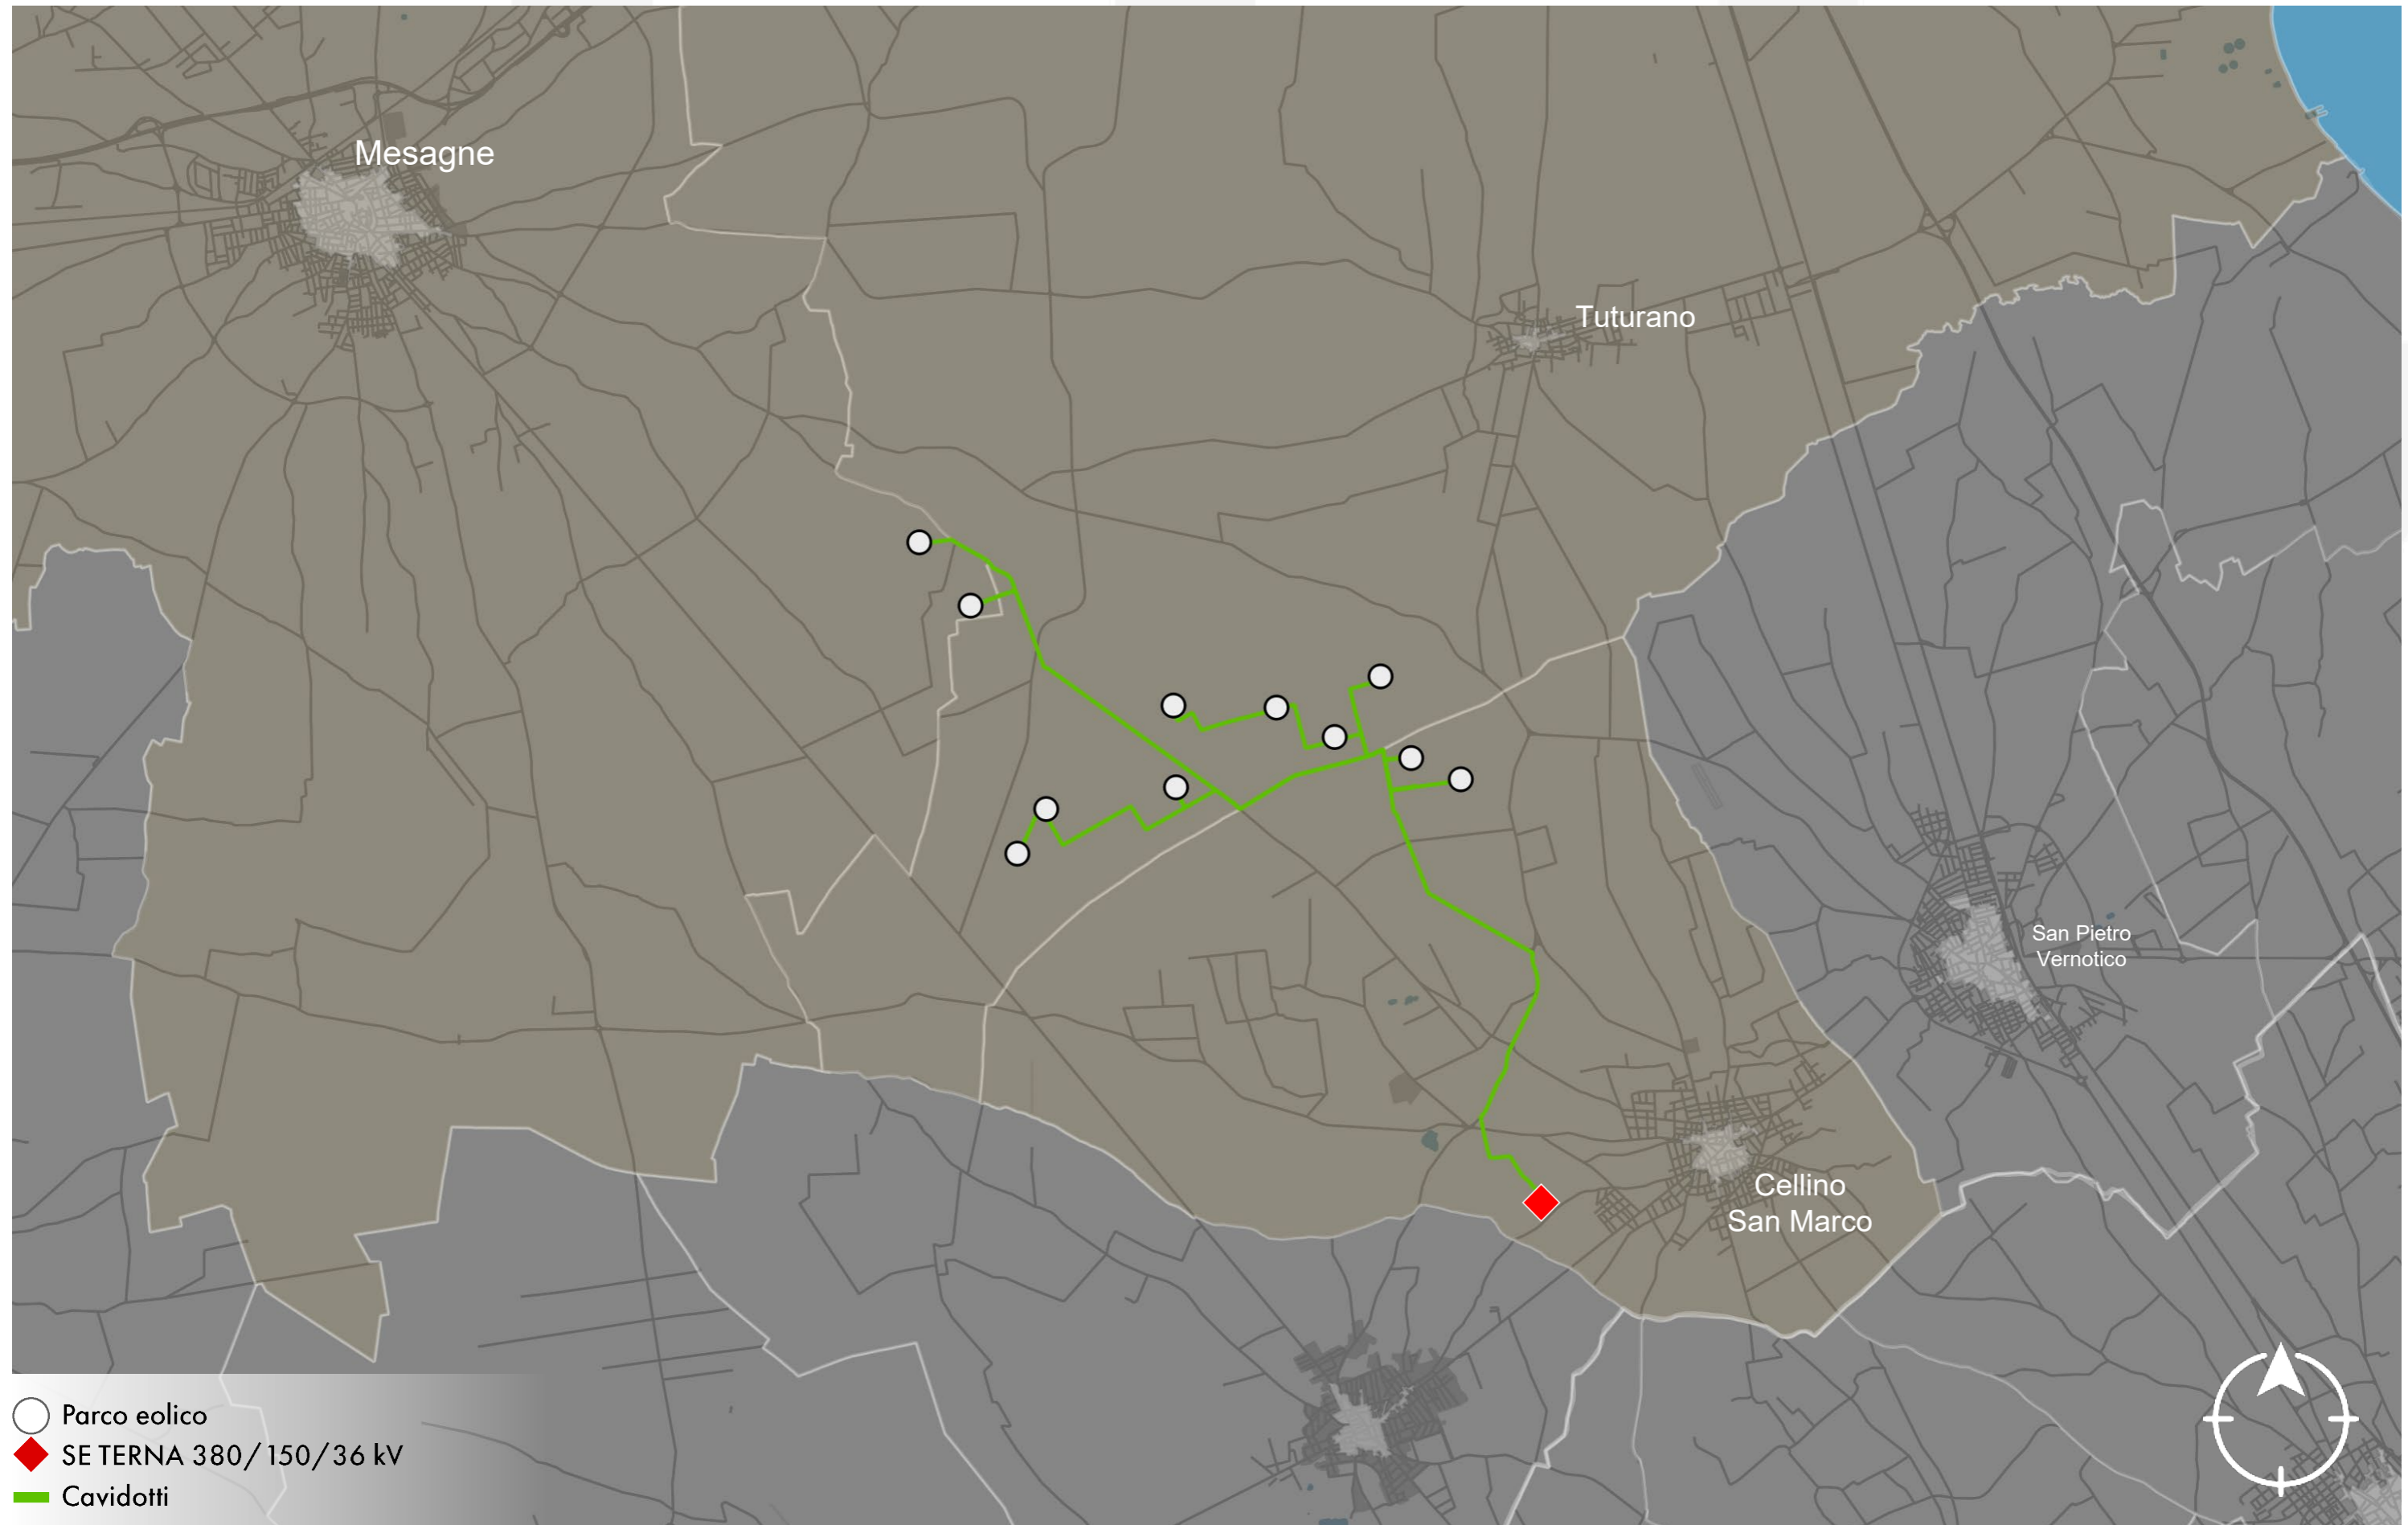 Mesagne
Tuturano
San Pietro
Vernotico
Cellino
San Marco
Parco eolico
SE TERNA 380/150/36 kV
Cavidotti